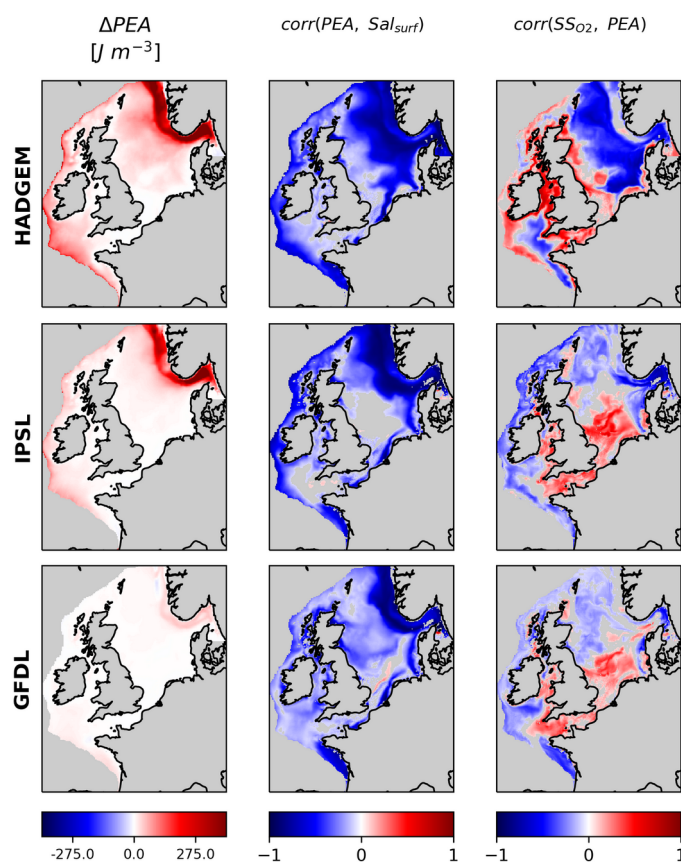 ΔPEA
[J m⁻³]
corr(PEA, Sal_surf)
corr(SS_O2, PEA)
HADGEM
IPSL
GFDL
-275.0 0.0 275.0
−1 0 1
−1 0 1